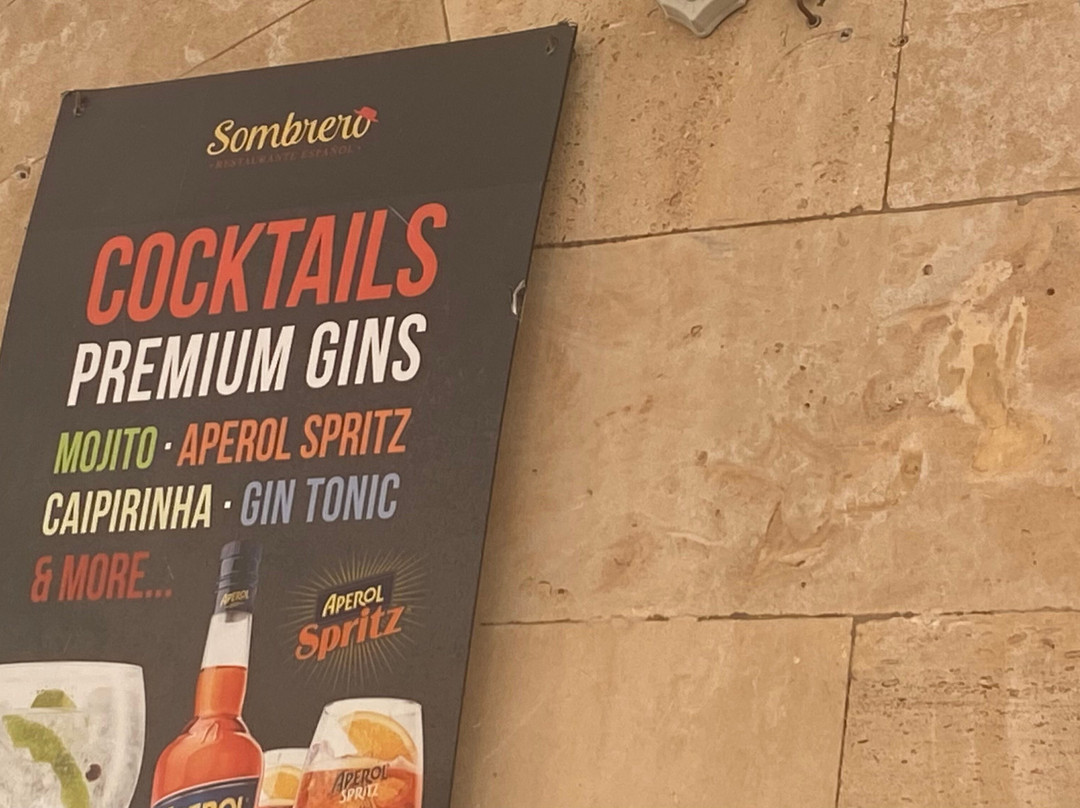 Sombrero
·RESTAURANTE ESPAÑOL·
COCKTAILS
PREMIUM GINS
MOJITO · APEROL SPRITZ
CAIPIRINHA · GIN TONIC
& MORE...
APEROL
APEROL
Spritz
APEROL
SPRITZ